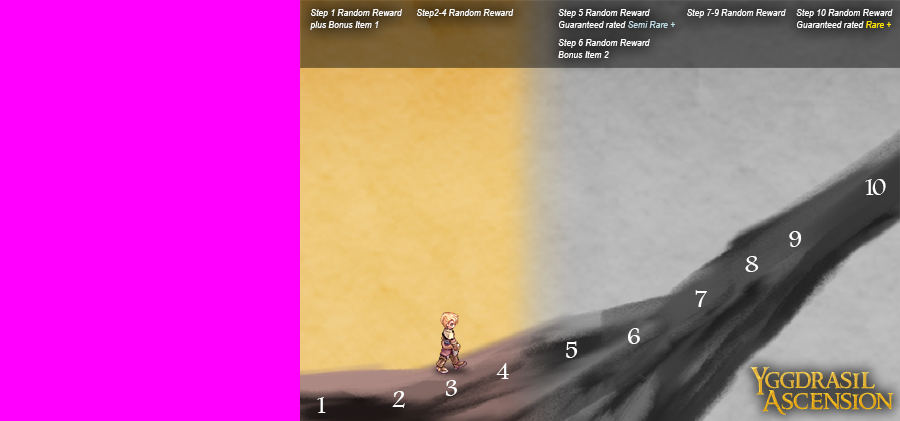 Step 1 Random Reward
plus Bonus Item 1
Step2-4 Random Reward
Step 5 Random Reward
Guaranteed rated Semi Rare +
Step 6 Random Reward
Bonus Item 2
Step 7-9 Random Reward
Step 10 Random Reward
Guaranteed rated Rare +
10
9
8
7
6
5
4
3
2
1
YGGDRASIL
ASCENSION